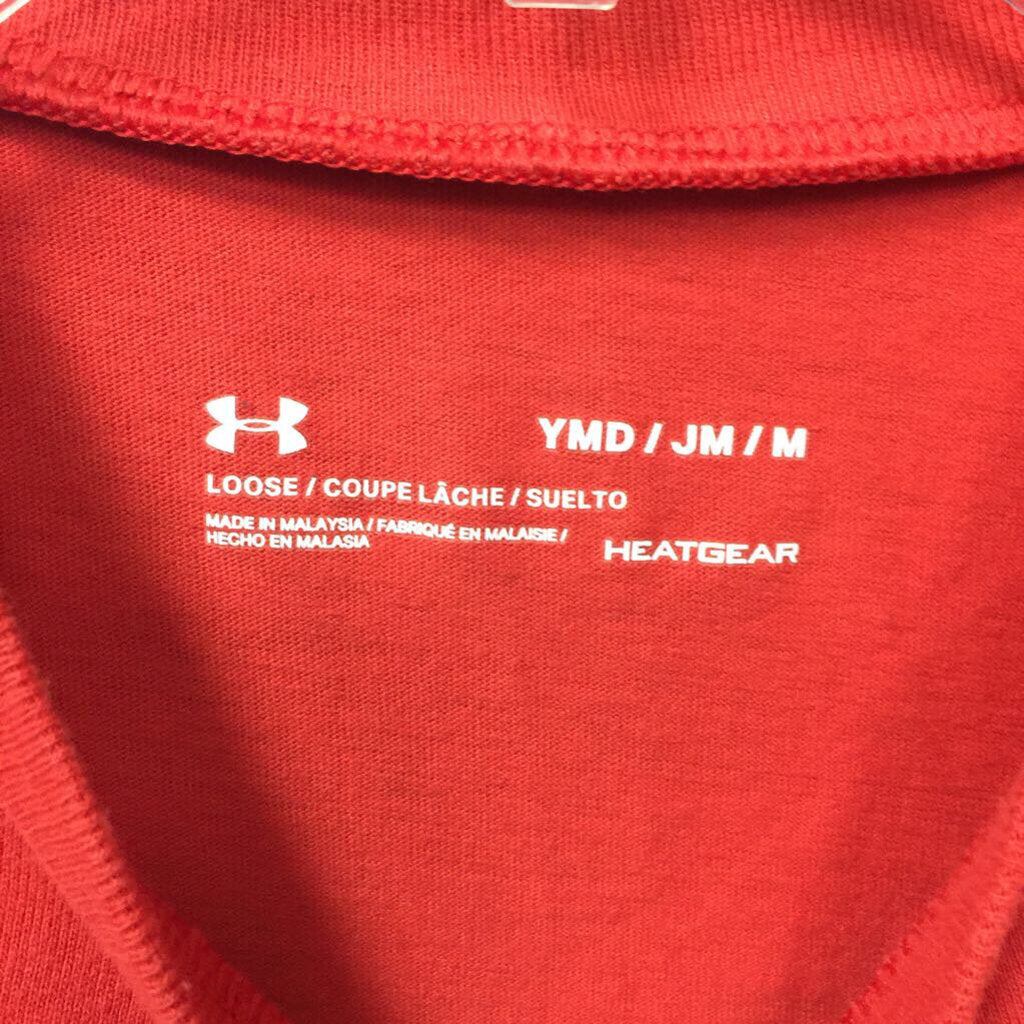 YMD / JM / M
LOOSE / COUPE LÂCHE / SUELTO
MADE IN MALAYSIA / FABRIQUÉ EN MALAISIE /
HECHO EN MALASIA
HEATGEAR